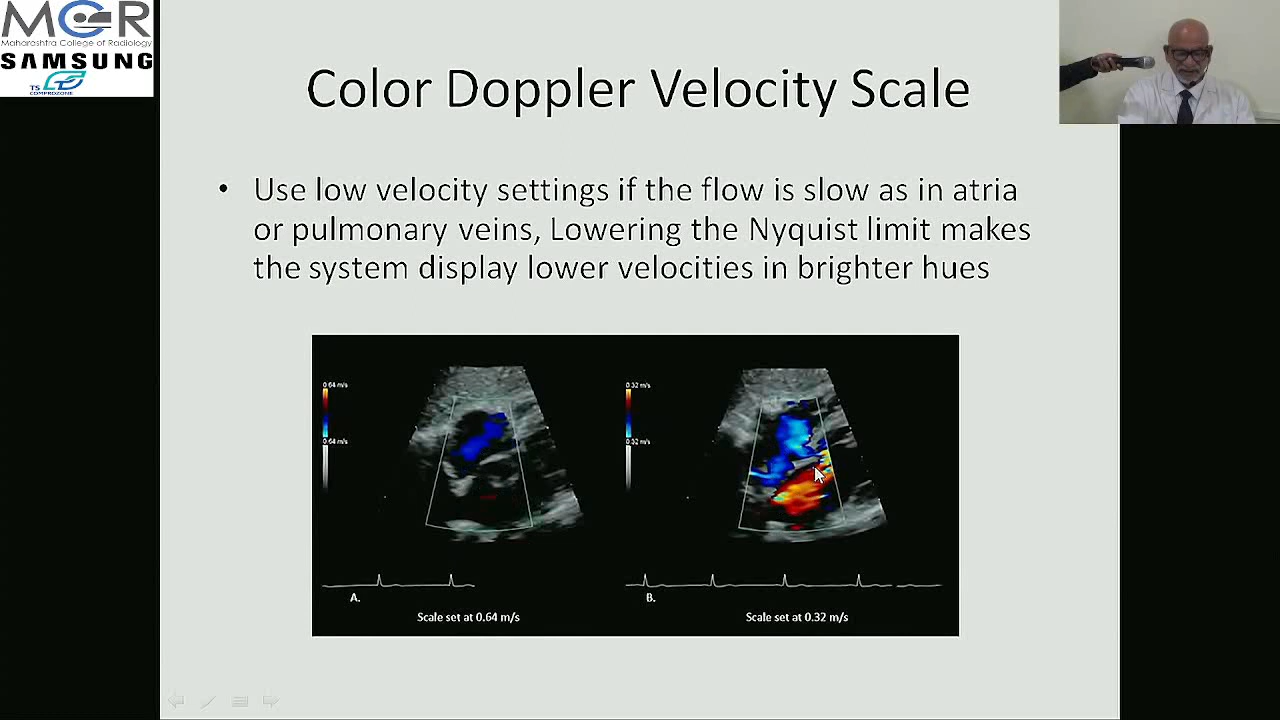 MCR
Maharashtra College of Radiology
SAMSUNG
TS
COMPROZONE
Color Doppler Velocity Scale
• Use low velocity settings if the flow is slow as in atria
or pulmonary veins, Lowering the Nyquist limit makes
the system display lower velocities in brighter hues
0.64 m/s
0.64 m/s
0.32 m/s
0.32 m/s
A.
B.
Scale set at 0.64 m/s
Scale set at 0.32 m/s